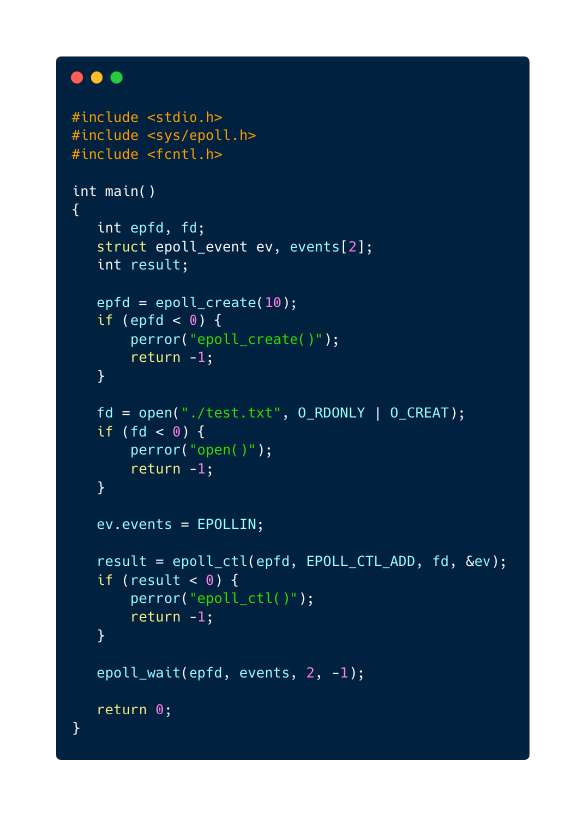 #include <stdio.h>
#include <sys/epoll.h>
#include <fcntl.h>

int main()
{
   int epfd, fd;
   struct epoll_event ev, events[2];
   int result;

   epfd = epoll_create(10);
   if (epfd < 0) {
       perror("epoll_create()");
       return -1;
   }

   fd = open("./test.txt", O_RDONLY | O_CREAT);
   if (fd < 0) {
       perror("open()");
       return -1;
   }

   ev.events = EPOLLIN;

   result = epoll_ctl(epfd, EPOLL_CTL_ADD, fd, &ev);
   if (result < 0) {
       perror("epoll_ctl()");
       return -1;
   }

   epoll_wait(epfd, events, 2, -1);

   return 0;
}